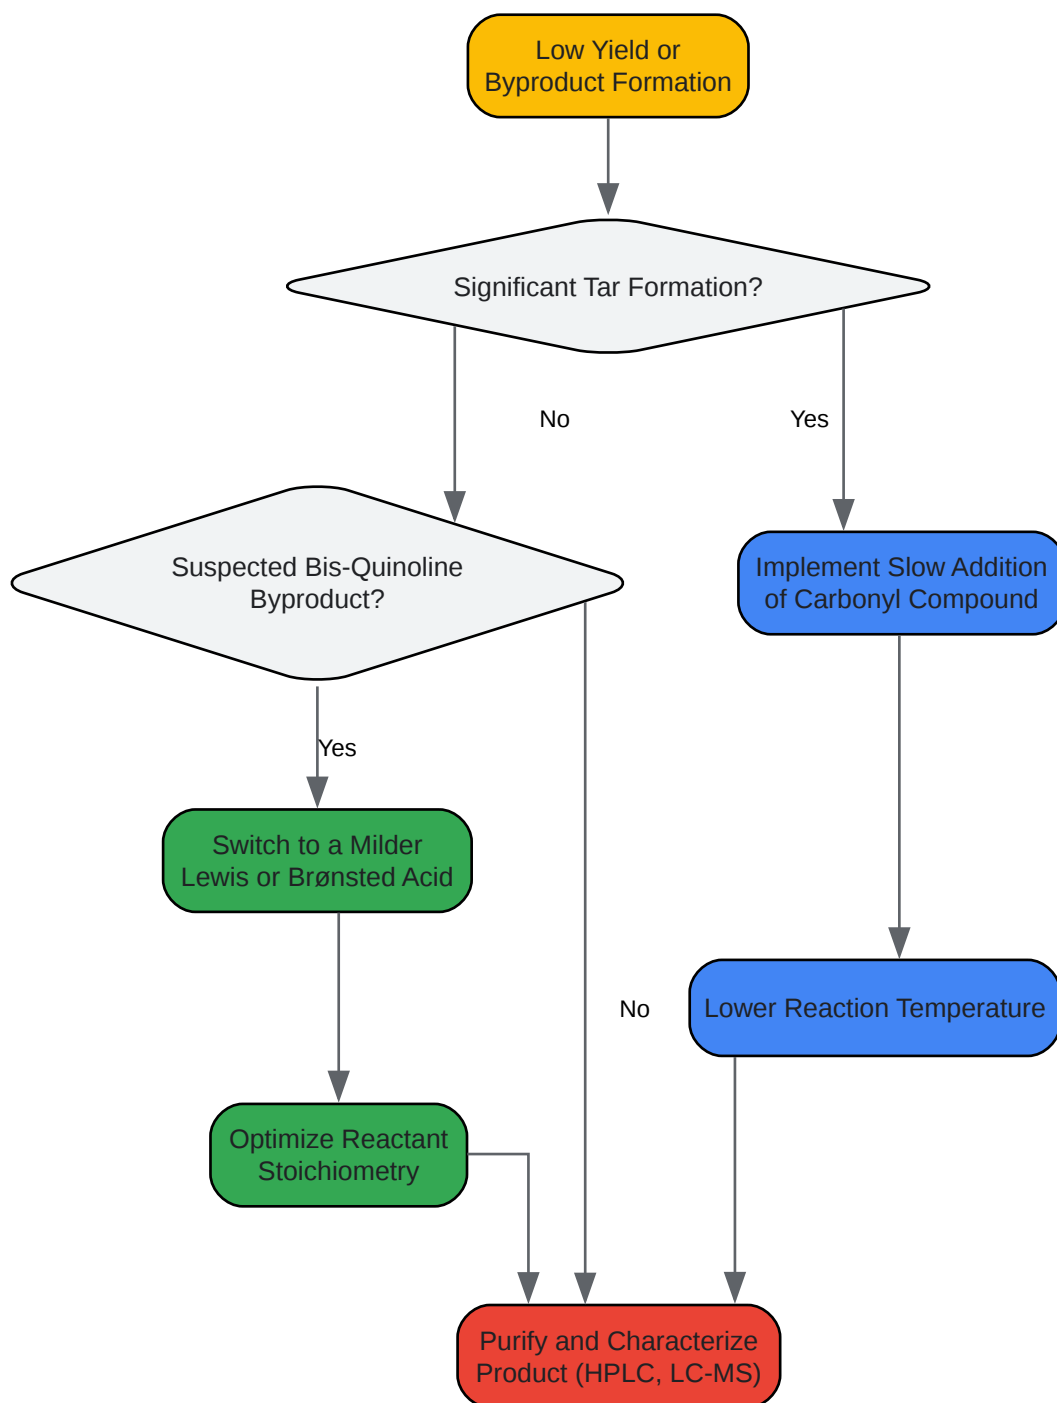 Low Yield or
Byproduct Formation
Significant Tar Formation?
No
Yes
Suspected Bis-Quinoline
Byproduct?
Implement Slow Addition
of Carbonyl Compound
Yes
Switch to a Milder
Lewis or Brønsted Acid
No
Lower Reaction Temperature
Optimize Reactant
Stoichiometry
Purify and Characterize
Product (HPLC, LC-MS)